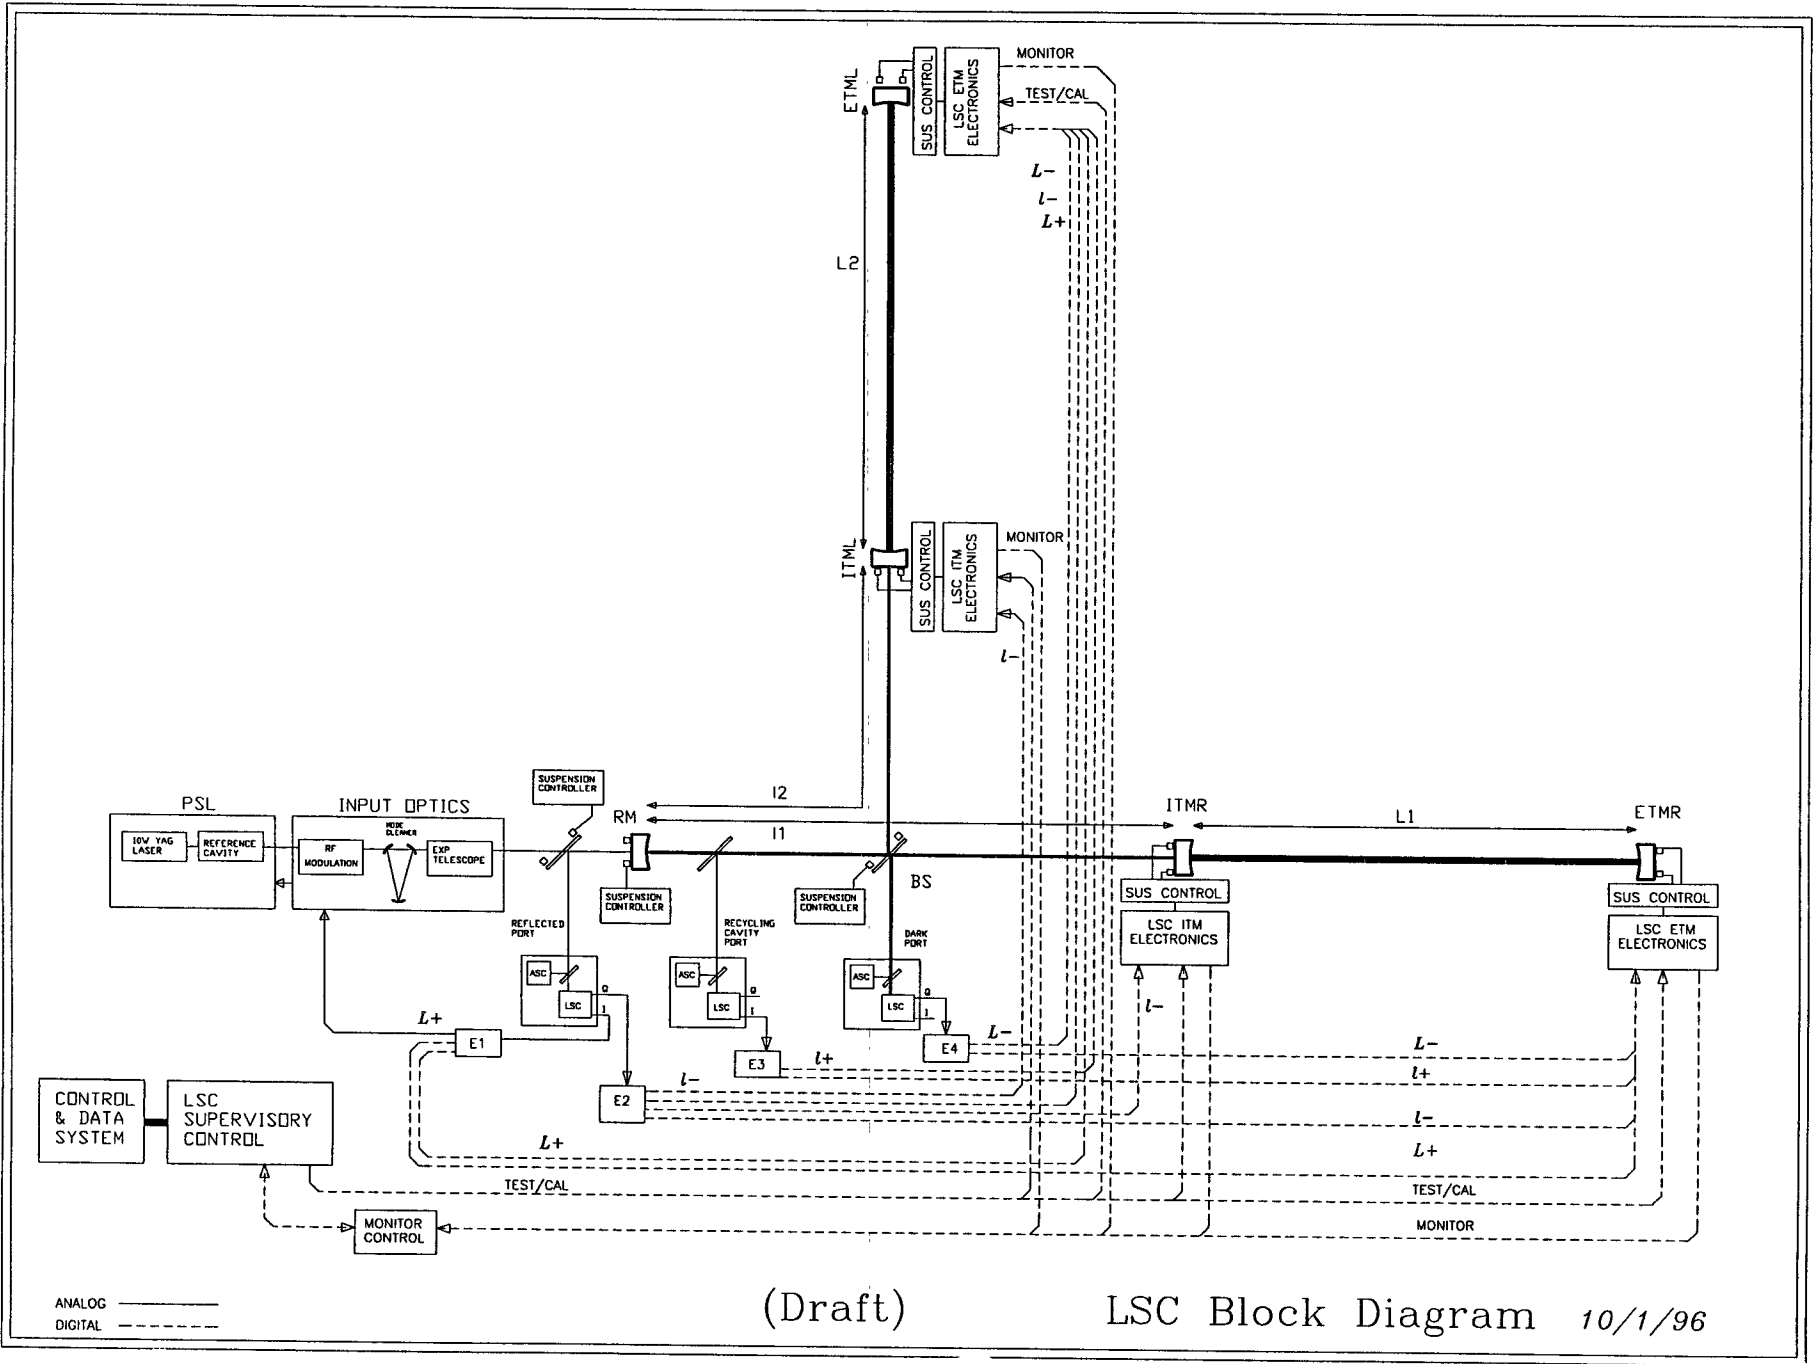 MONITOR
TEST/CAL
ETML
SUS CONTROL
LSC ETM
ELECTRONICS
L-
l-
L+
L2
MONITOR
ITML
SUS CONTROL
LSC ITM
ELECTRONICS
l-
PSL
10W YAG
LASER
REFERENCE
CAVITY
INPUT OPTICS
RF
MODULATION
MODE
CLEANER
EXP
TELESCOPE
SUSPENSION
CONTROLLER
RM
l2
l1
SUSPENSION
CONTROLLER
SUSPENSION
CONTROLLER
BS
ITMR
L1
ETMR
SUS CONTROL
LSC ITM
ELECTRONICS
SUS CONTROL
LSC ETM
ELECTRONICS
REFLECTED
PORT
RECYCLING
CAVITY
PORT
DARK
PORT
ASC
LSC
Q
I
ASC
LSC
Q
I
ASC
LSC
Q
I
l-
L+
E1
E2
E3
E4
L-
l+
l-
L-
l+
l-
L+
L+
CONTROL
& DATA
SYSTEM
LSC
SUPERVISORY
CONTROL
TEST/CAL
TEST/CAL
MONITOR
CONTROL
MONITOR
ANALOG
DIGITAL
(Draft)
LSC Block Diagram 10/1/96